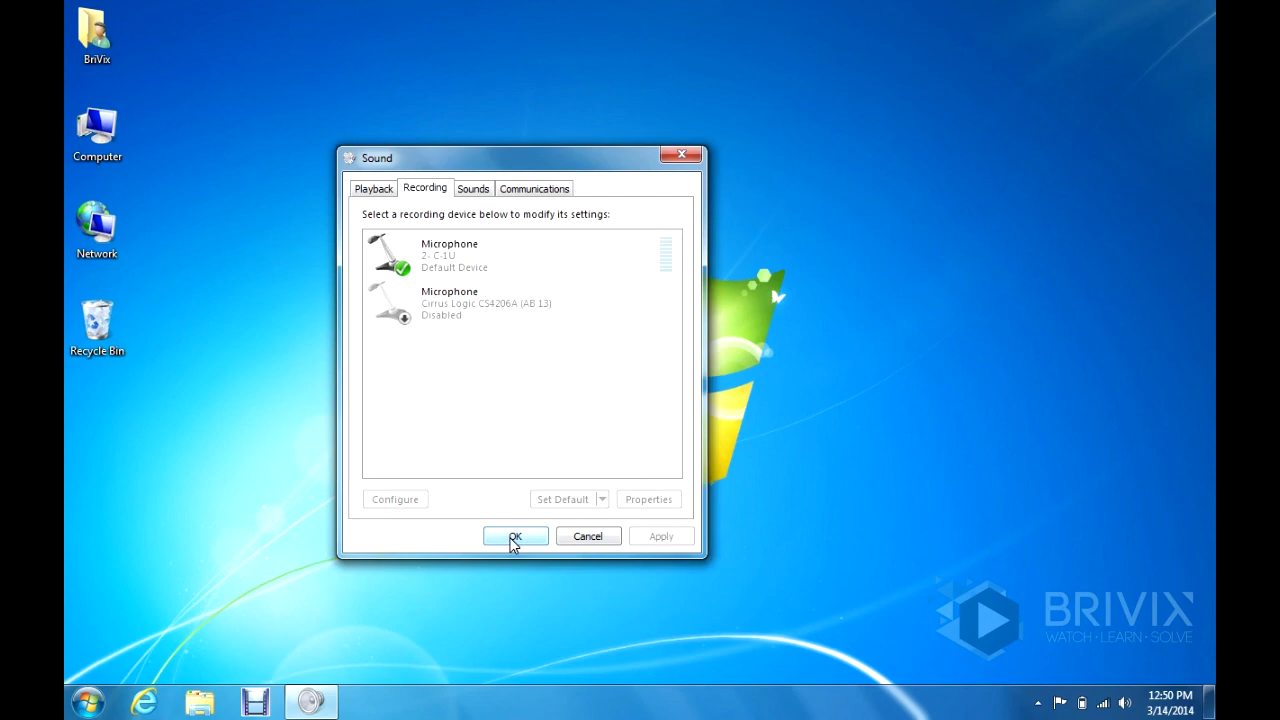 BriVix
Computer
Network
Recycle Bin
Sound
Playback Recording Sounds Communications
Select a recording device below to modify its settings:
Microphone
2- C-1U
Default Device
Microphone
Cirrus Logic CS4206A (AB 13)
Disabled
Configure Set Default Properties
OK Cancel Apply
BRIVIX
WATCH·LEARN·SOLVE
12:50 PM
3/14/2014